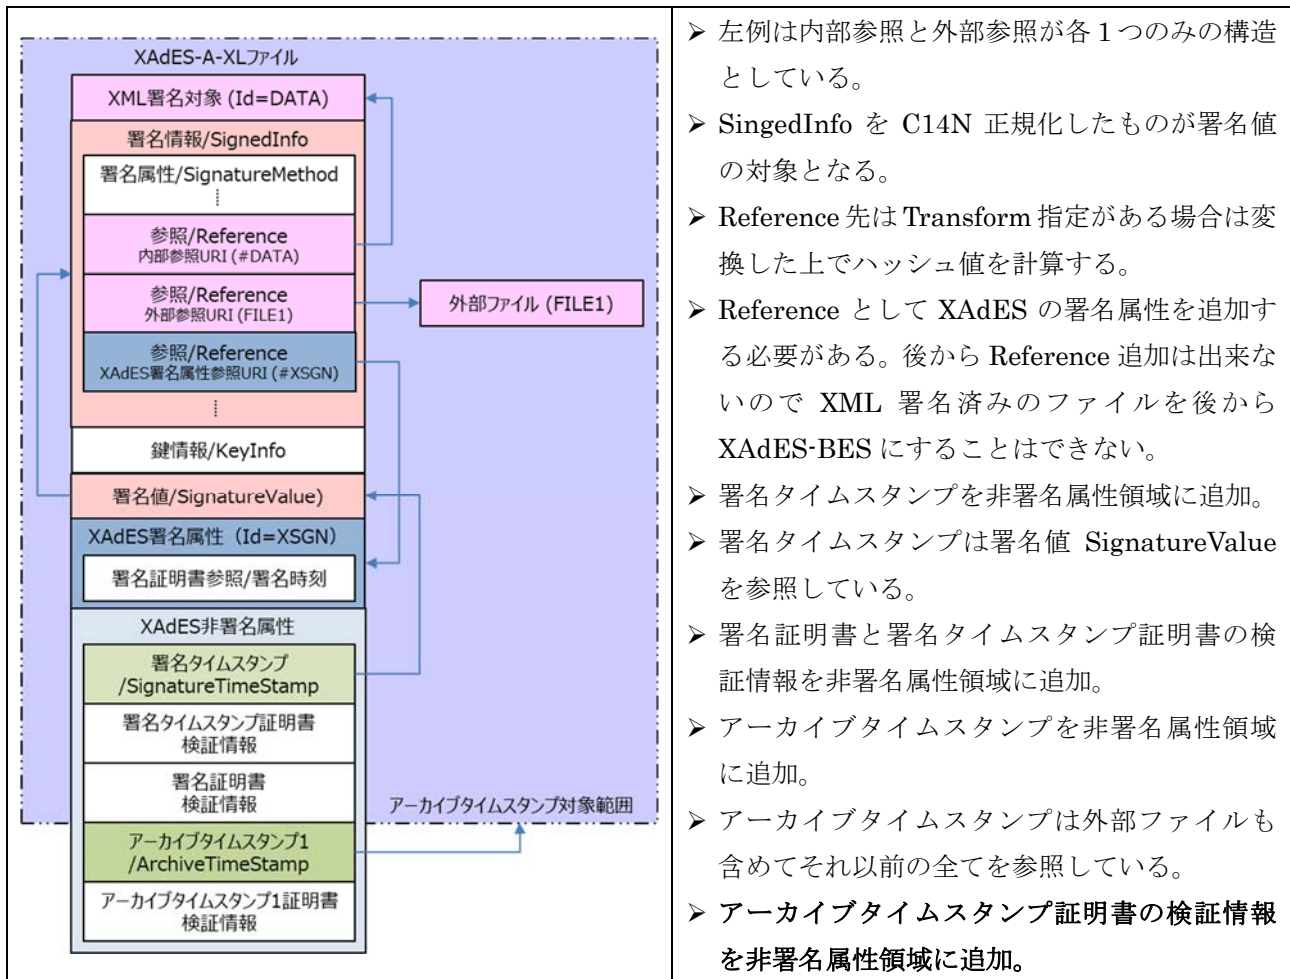 XAdES-A-XLファイル
XML署名対象 (Id=DATA)
署名情報/SignedInfo
署名属性/SignatureMethod
⋮
参照/Reference
内部参照URI (#DATA)
参照/Reference
外部参照URI (FILE1)
参照/Reference
XAdES署名属性参照URI (#XSGN)
⋮
鍵情報/KeyInfo
署名値/SignatureValue)
XAdES署名属性 (Id=XSGN)
署名証明書参照/署名時刻
XAdES非署名属性
署名タイムスタンプ
/SignatureTimeStamp
署名タイムスタンプ証明書
検証情報
署名証明書
検証情報
アーカイブタイムスタンプ1
/ArchiveTimeStamp
アーカイブタイムスタンプ1証明書
検証情報
外部ファイル (FILE1)
アーカイブタイムスタンプ対象範囲
➢ 左例は内部参照と外部参照が各１つのみの構造
としている。
➢ SingedInfo を C14N 正規化したものが署名値
の対象となる。
➢ Reference 先は Transform 指定がある場合は変
換した上でハッシュ値を計算する。
➢ Reference として XAdES の署名属性を追加す
る必要がある。後から Reference 追加は出来な
いので XML 署名済みのファイルを後から
XAdES-BES にすることはできない。
➢ 署名タイムスタンプを非署名属性領域に追加。
➢ 署名タイムスタンプは署名値 SignatureValue
を参照している。
➢ 署名証明書と署名タイムスタンプ証明書の検
証情報を非署名属性領域に追加。
➢ アーカイブタイムスタンプを非署名属性領域
に追加。
➢ アーカイブタイムスタンプは外部ファイルも
含めてそれ以前の全てを参照している。
➢ アーカイブタイムスタンプ証明書の検証情報
を非署名属性領域に追加。